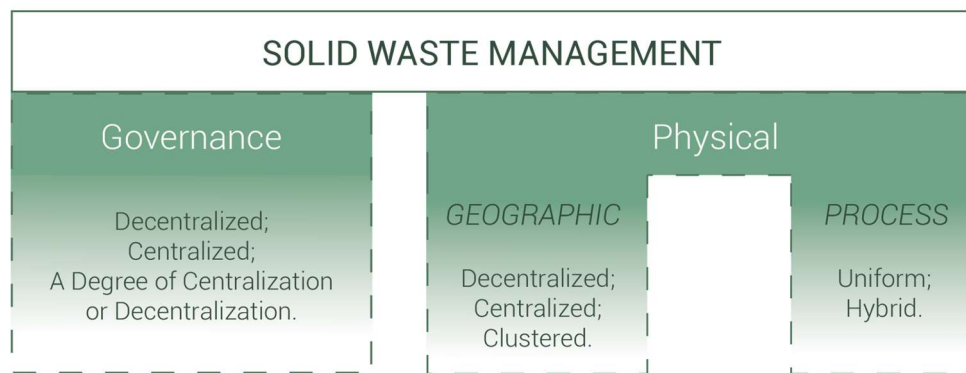 SOLID WASTE MANAGEMENT
Governance
Decentralized;
Centralized;
A Degree of Centralization
or Decentralization.
Physical
GEOGRAPHIC
Decentralized;
Centralized;
Clustered.
PROCESS
Uniform;
Hybrid.